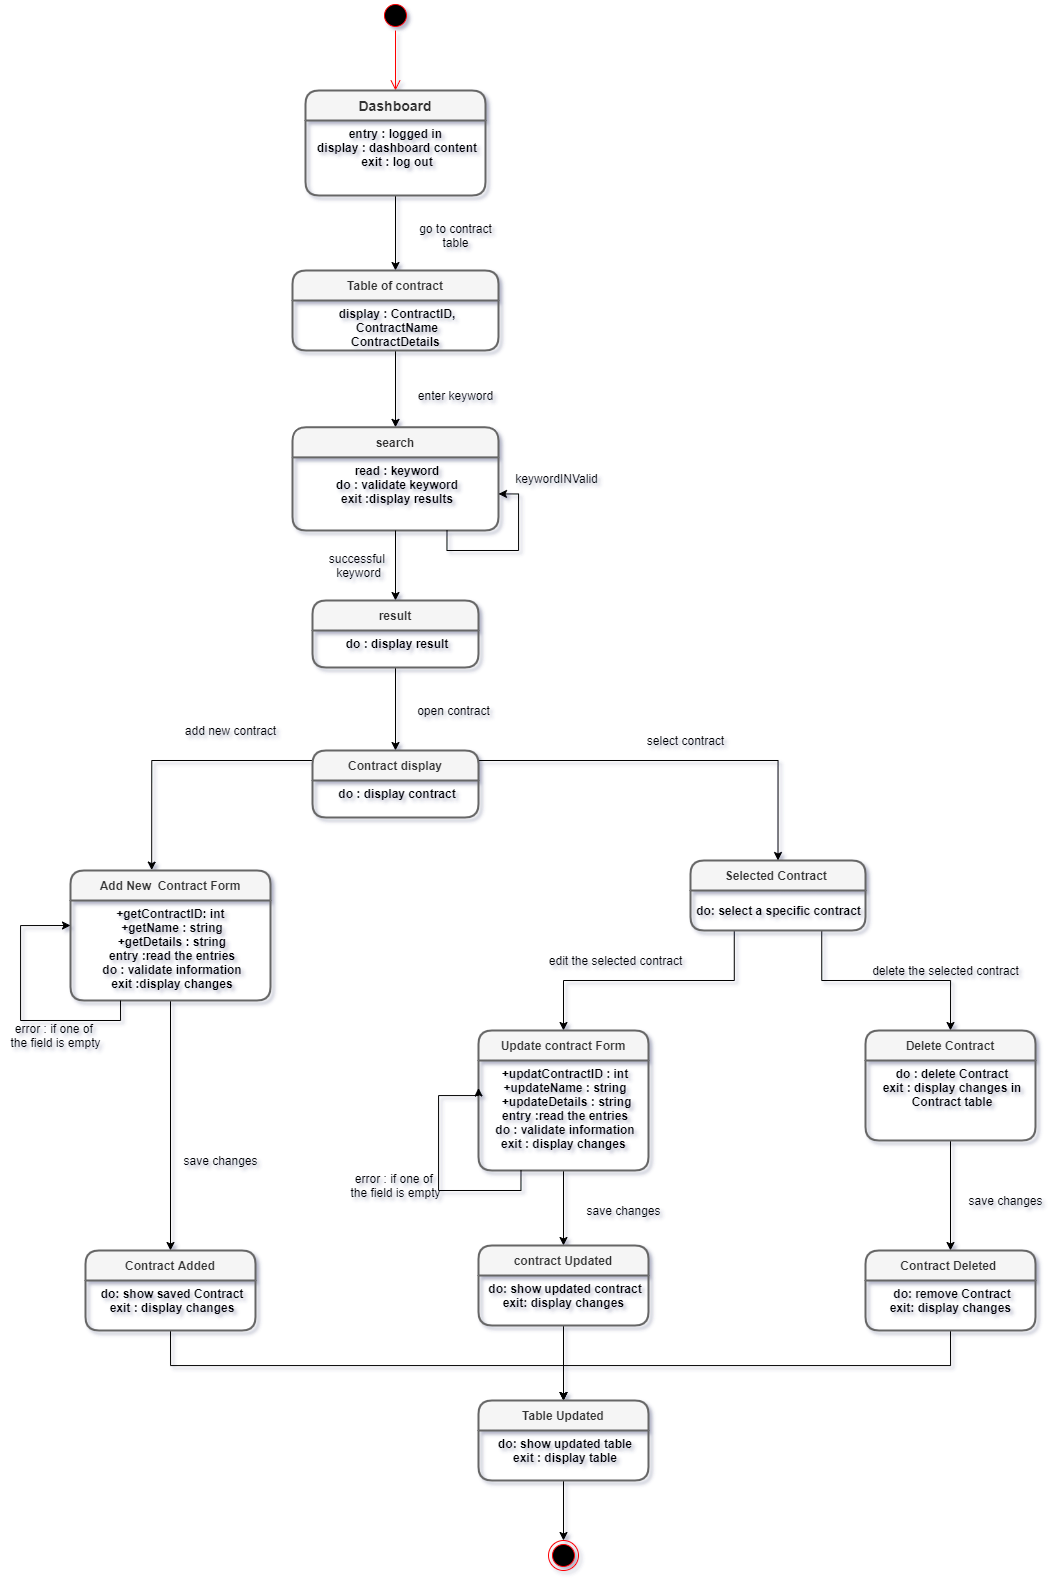 Dashboard
entry : logged in
display : dashboard content
exit : log out
go to contract
table
Table of contract
display : ContractID,
ContractName
ContractDetails
enter keyword
search
read : keyword
do : validate keyword
exit :display results
keywordINValid
successful
keyword
result
do : display result
open contract
add new contract
select contract
Contract display
do : display contract
Add New  Contract Form
+getContractID: int
+getName : string
+getDetails : string
entry :read the entries
do : validate information
exit :display changes
error : if one of
the field is empty
Selected Contract
do: select a specific contract
edit the selected contract
delete the selected contract
Update contract Form
+updatContractID : int
+updateName : string
+updateDetails : string
entry :read the entries
do : validate information
exit : display changes
error : if one of
the field is empty
Delete Contract
do : delete Contract
exit : display changes in
Contract table
save changes
save changes
save changes
Contract Added
do: show saved Contract
exit : display changes
contract Updated
do: show updated contract
exit: display changes
Contract Deleted
do: remove Contract
exit: display changes
Table Updated
do: show updated table
exit : display table